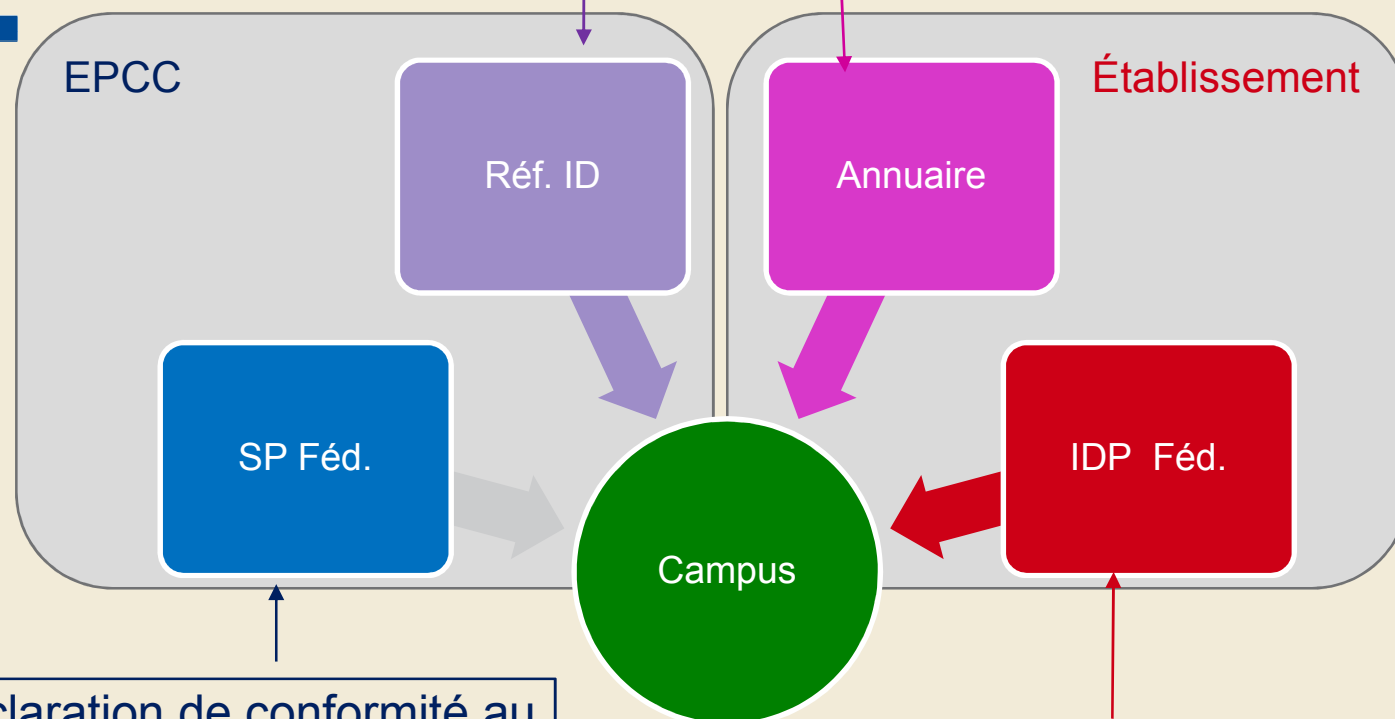 EPCC
Établissement
Réf. ID
Annuaire
SP Féd.
IDP Féd.
Campus
claration de conformité au